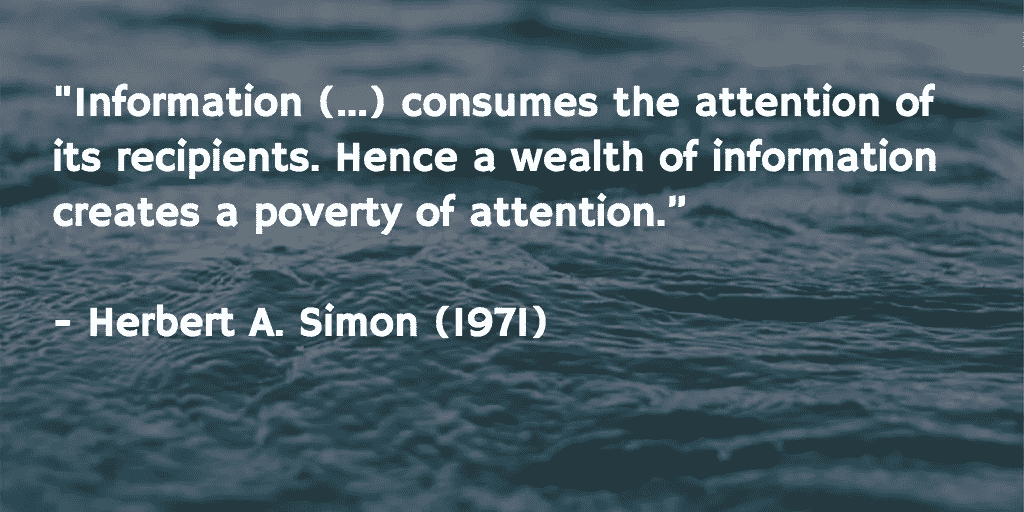 "Information (...) consumes the attention of
its recipients. Hence a wealth of information
creates a poverty of attention.”
- Herbert A. Simon (1971)